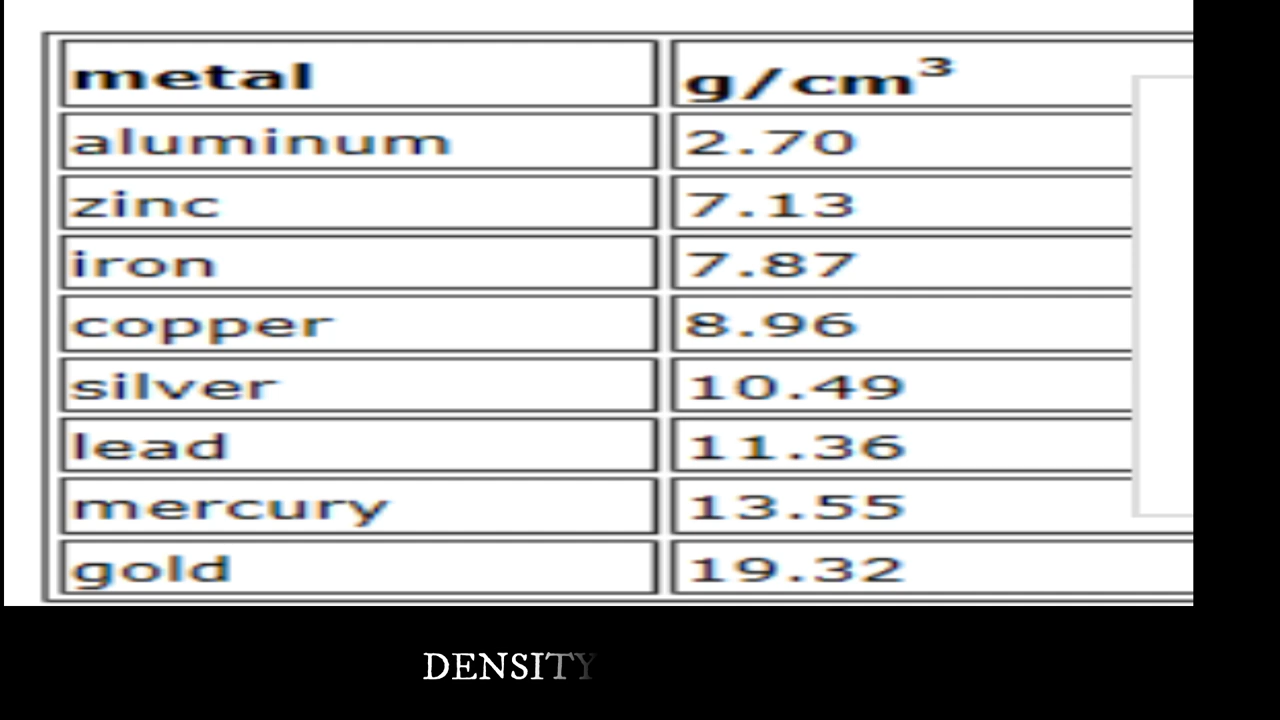 metal g/cm³
aluminum 2.70
zinc 7.13
iron 7.87
copper 8.96
silver 10.49
lead 11.36
mercury 13.55
gold 19.32
DENSITY